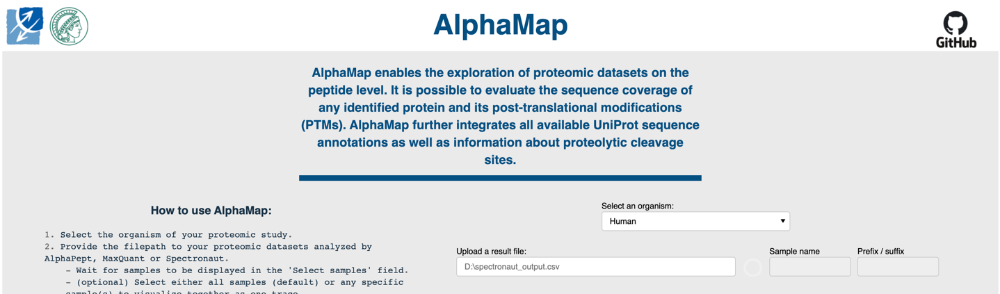 AlphaMap
GitHub
AlphaMap enables the exploration of proteomic datasets on the
peptide level. It is possible to evaluate the sequence coverage of
any identified protein and its post-translational modifications
(PTMs). AlphaMap further integrates all available UniProt sequence
annotations as well as information about proteolytic cleavage
sites.
How to use AlphaMap:
1. Select the organism of your proteomic study.
2. Provide the filepath to your proteomic datasets analyzed by
AlphaPept, MaxQuant or Spectronaut.
- Wait for samples to be displayed in the 'Select samples' field.
- (optional) Select either all samples (default) or any specific
sample(s) to visualize together as one trace.
Select an organism:
Human
Upload a result file:
D:\spectronaut_output.csv
Sample name
Prefix / suffix